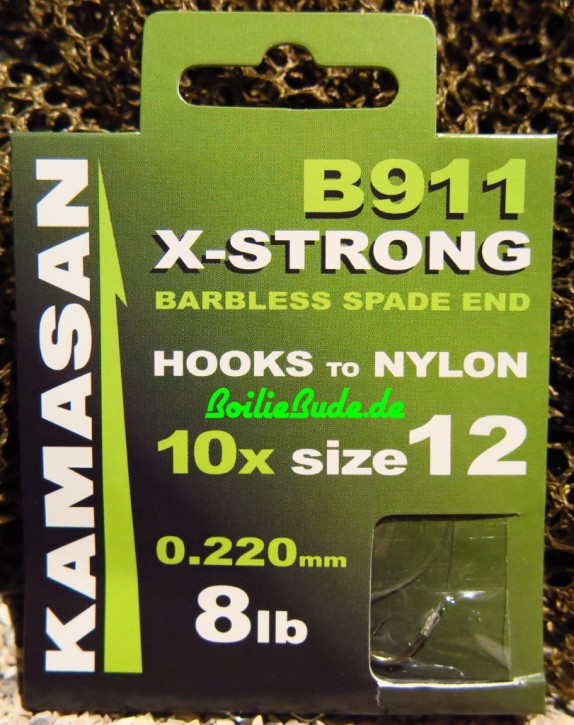 KAMASAN
B911
X-STRONG
BARBLESS SPADE END
HOOKS TO NYLON
BoilieBude.de
10x size 12
0.220mm
8lb